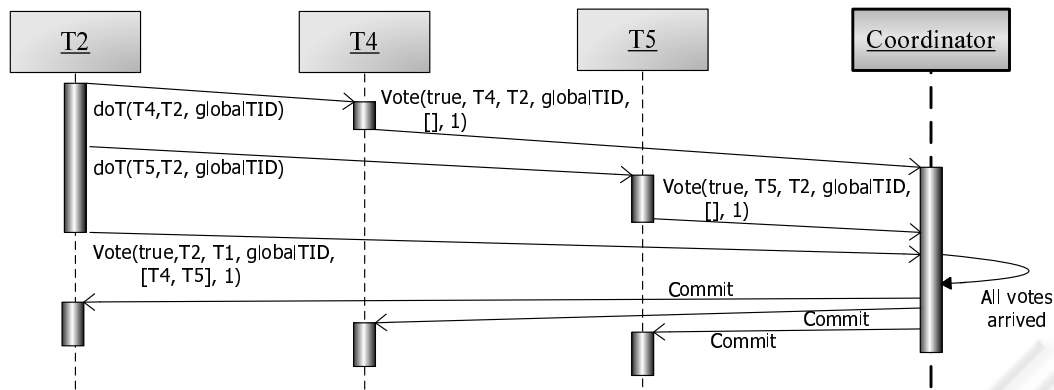 T2
T4
T5
Coordinator
doT(T4,T2, globalTID)
Vote(true, T4, T2, globalTID,
[], 1)
doT(T5,T2, globalTID)
Vote(true, T5, T2, globalTID,
[], 1)
Vote(true,T2, T1, globalTID,
[T4, T5], 1)
Commit
All votes
arrived
Commit
Commit